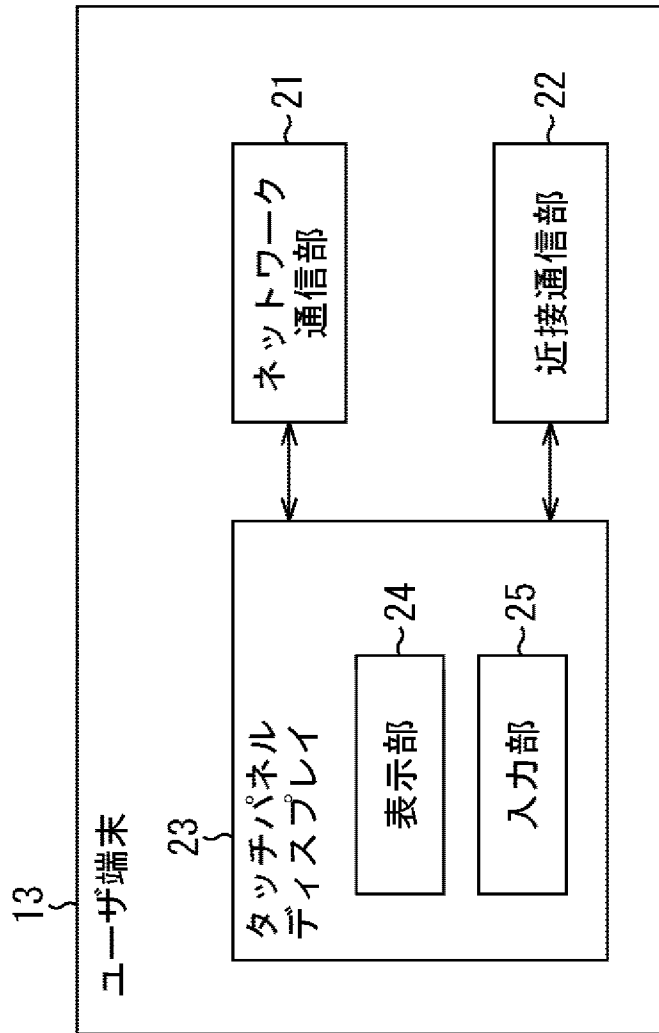 13
ユーザ端末
23
タッチパネル
ディスプレイ
24
表示部
25
入力部
21
ネットワーク
通信部
22
近接通信部